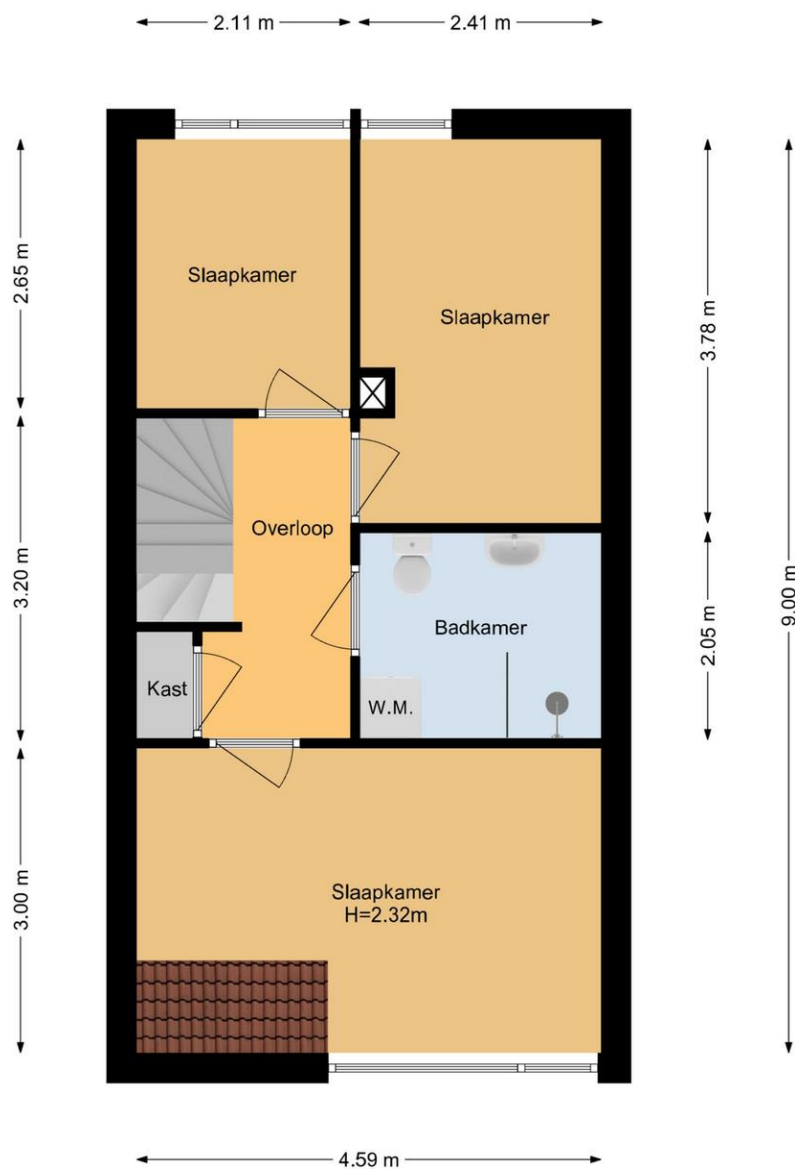 2.11 m
2.41 m
2.65 m
3.78 m
Slaapkamer
Slaapkamer
3.20 m
Overloop
9.00 m
2.05 m
Badkamer
Kast
W.M.
3.00 m
Slaapkamer
H=2.32m
4.59 m